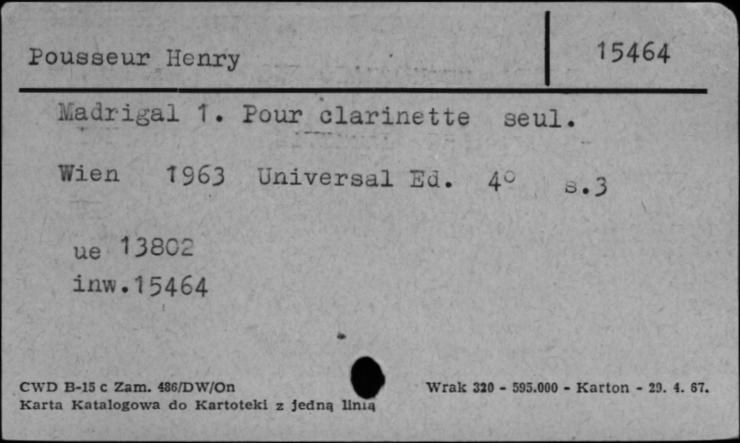 Pousseur Henry 15464
Madrigal 1. Pour clarinette seul.
Wien 1963 Universal Ed. 4° s.3
ue 13802
inw.15464
CWD B-15 c Zam. 486/DW/On Wrak 320 - 595.000 - Karton - 29. 4. 67.
Karta Katalogowa do Kartoteki z jedną linią